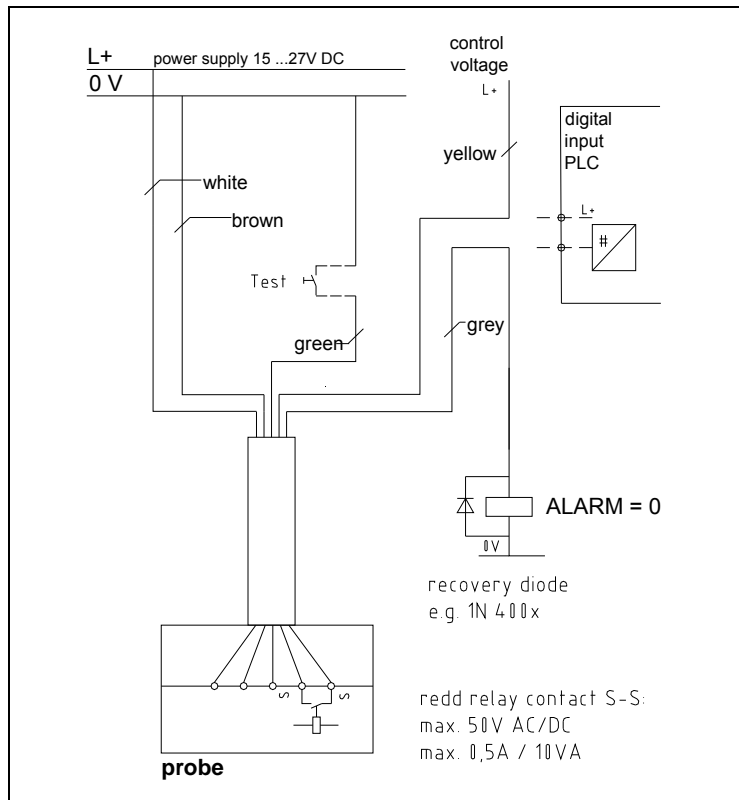 L+ power supply 15 ...27V DC
0 V
control
voltage
L+
digital
input
PLC
yellow
white
brown
L+
#
Test
green
grey
ALARM = 0
0V
recovery diode
e.g. 1N 400x
S
S
redd relay contact S-S:
max. 50V AC/DC
max. 0,5A / 10VA
probe